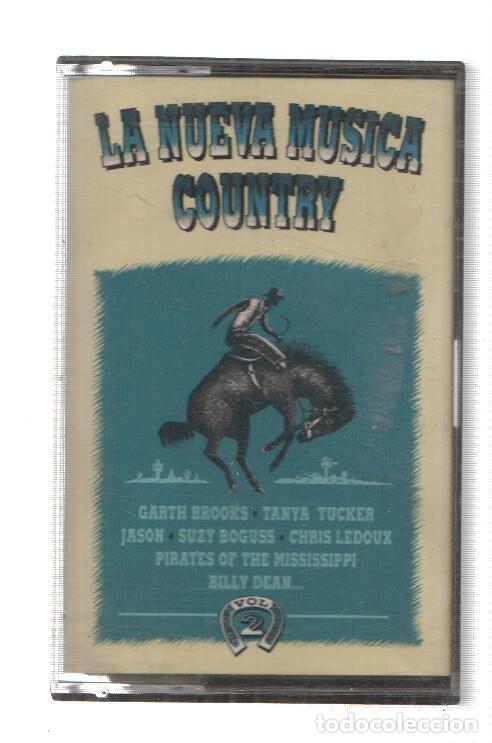 LA NUEVA MUSICA
COUNTRY
GARTH BROOKS • TANYA TUCKER
JASON • SUZY BOGUSS • CHRIS LEDOUX
PIRATES OF THE MISSISSIPPI
BILLY DEAN...
VOL
2
todocoleccion